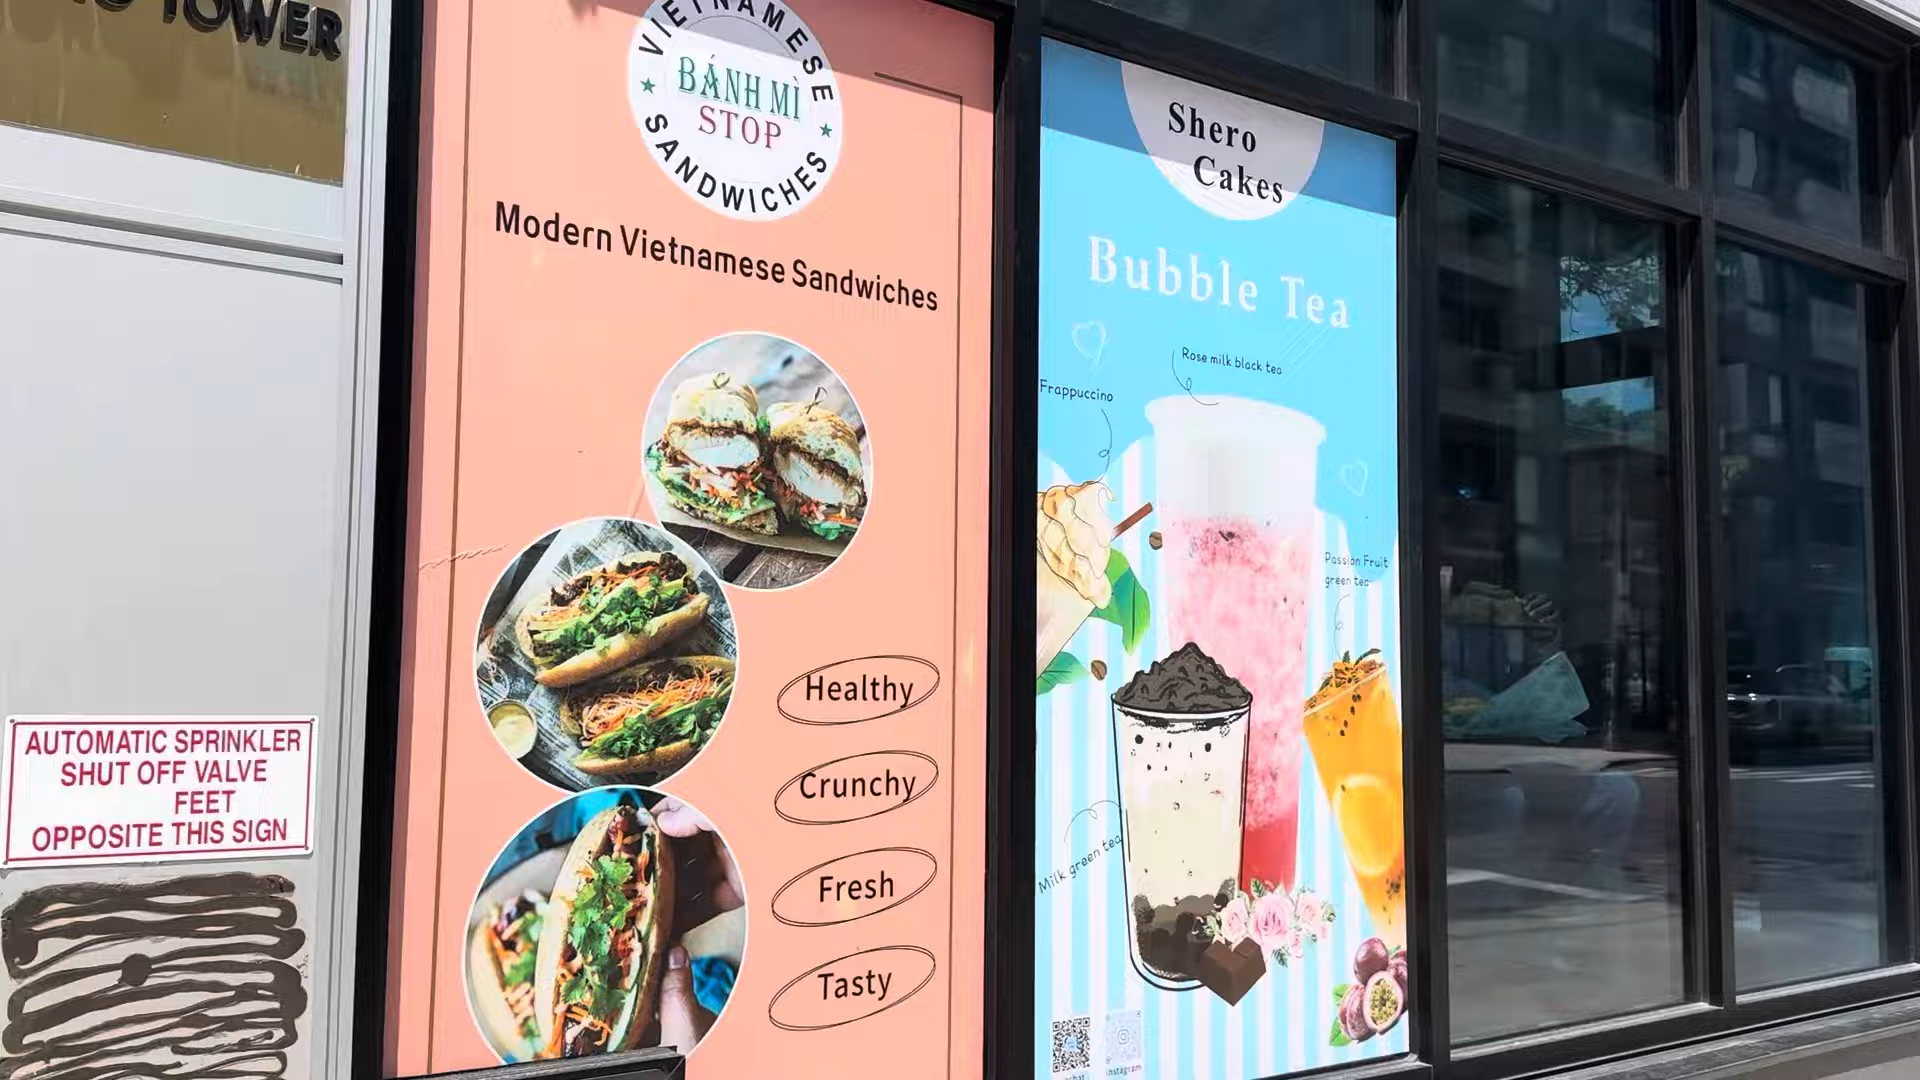 TOWER
AUTOMATIC SPRINKLER
SHUT OFF VALVE
FEET
OPPOSITE THIS SIGN
VIETNAMESE
BÁNH MÌ
STOP
SANDWICHES
Modern Vietnamese Sandwiches
Healthy
Crunchy
Fresh
Tasty
Shero
Cakes
Bubble Tea
Rose milk black tea
Frappuccino
Passion Fruit
green tea
Milk green tea
Instagram